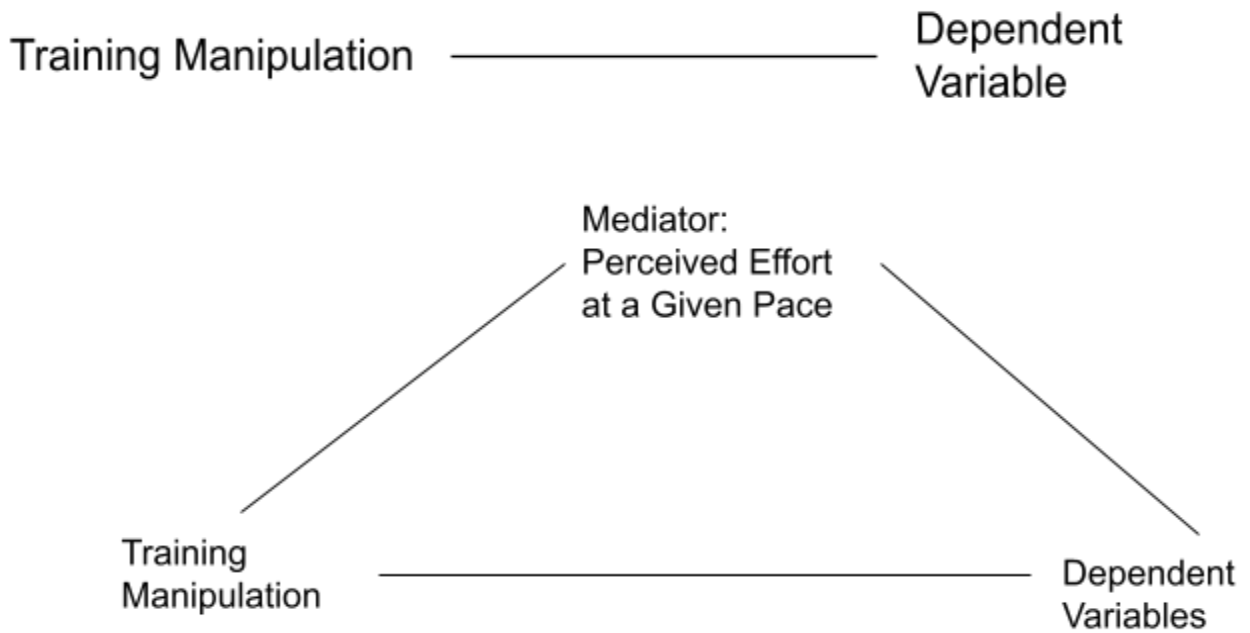 Training Manipulation
Dependent
Variable
Mediator:
Perceived Effort
at a Given Pace
Training
Manipulation
Dependent
Variables